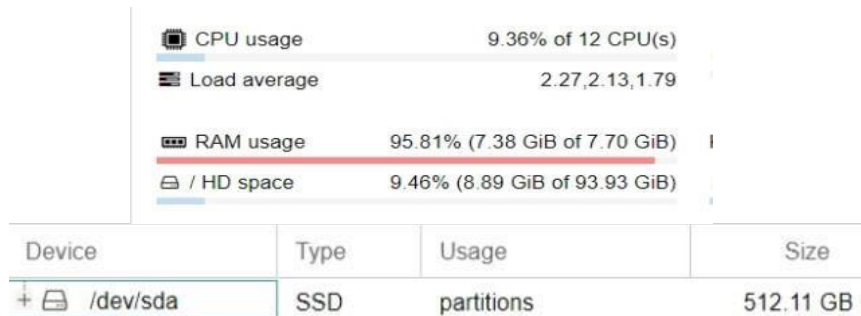 CPU usage 9.36% of 12 CPU(s)
Load average 2.27,2.13,1.79
RAM usage 95.81% (7.38 GiB of 7.70 GiB)
/ HD space 9.46% (8.89 GiB of 93.93 GiB)
Device Type Usage Size
+ /dev/sda SSD partitions 512.11 GB